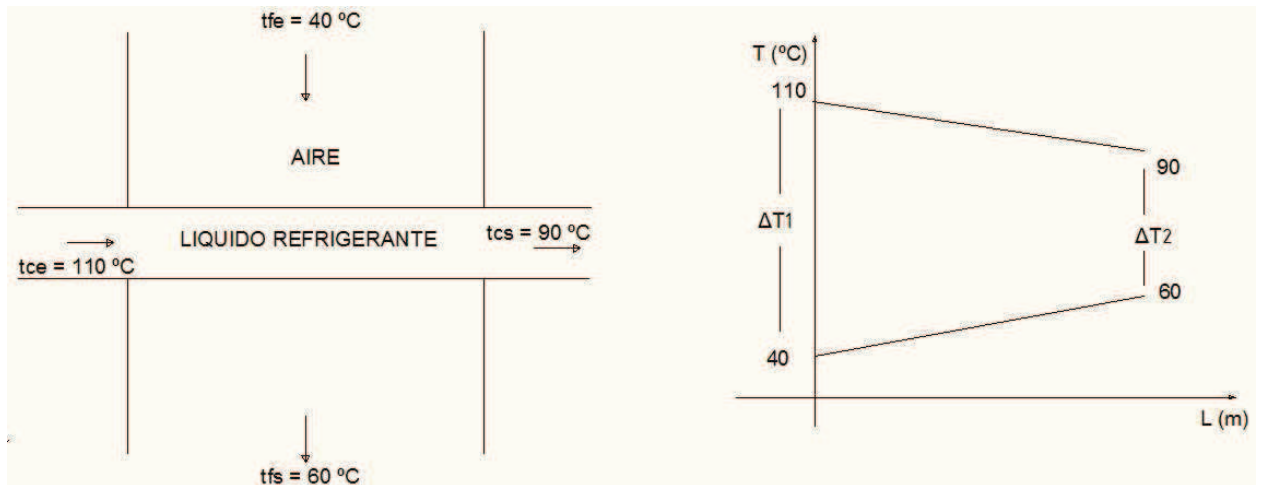 tfe = 40 ºC
AIRE
LIQUIDO REFRIGERANTE
tcs = 90 ºC
tce = 110 ºC
tfs = 60 ºC
T (ºC)
110
90
ΔT1
ΔT2
60
40
L (m)